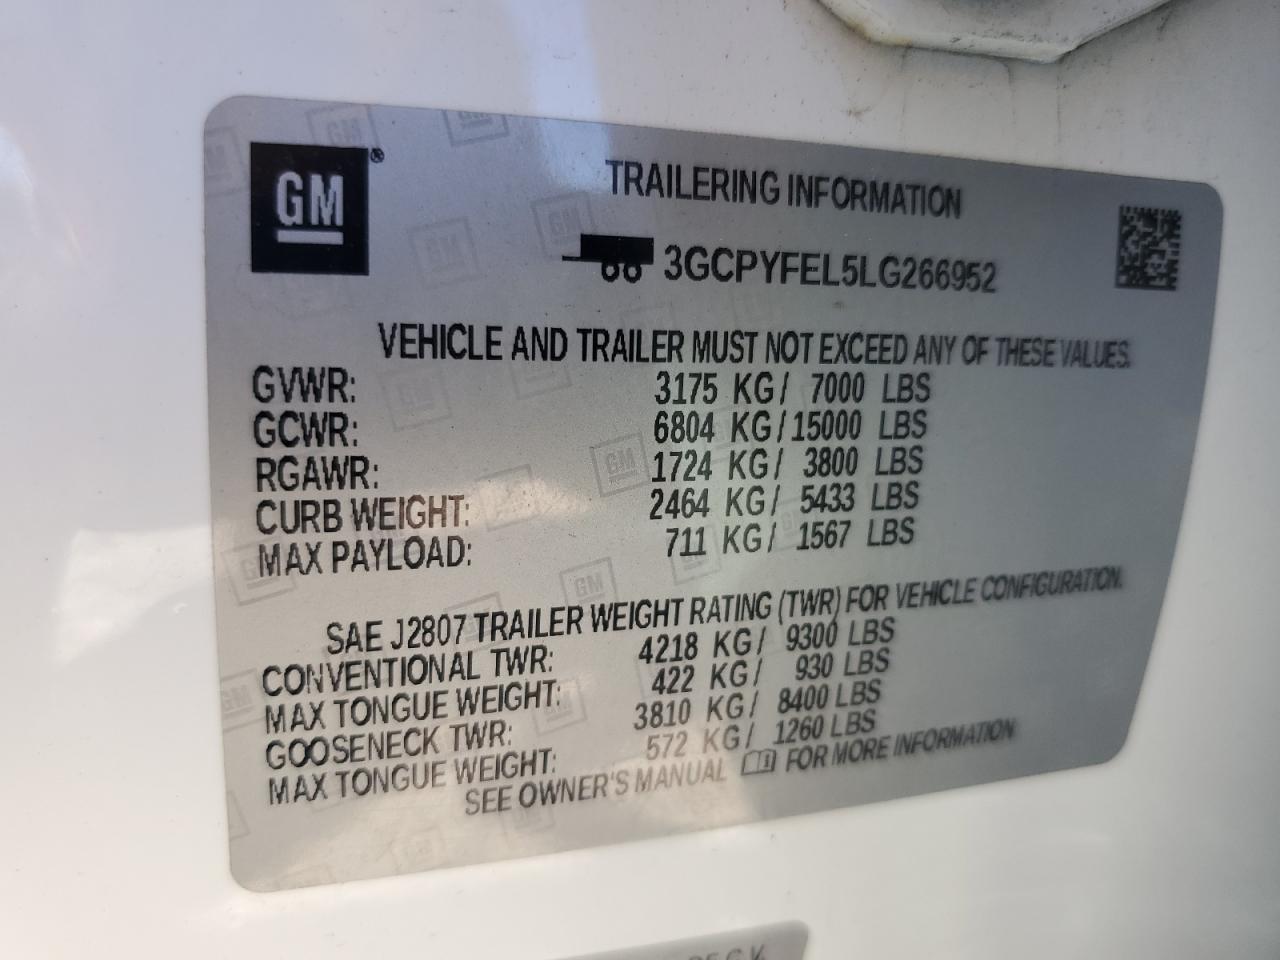 GM®
TRAILERING INFORMATION
3GCPYFEL5LG266952
VEHICLE AND TRAILER MUST NOT EXCEED ANY OF THESE VALUES.
GVWR: 3175 KG/ 7000 LBS
GCWR: 6804 KG/15000 LBS
RGAWR: 1724 KG/ 3800 LBS
CURB WEIGHT: 2464 KG/ 5433 LBS
MAX PAYLOAD: 711 KG/ 1567 LBS
SAE J2807 TRAILER WEIGHT RATING (TWR) FOR VEHICLE CONFIGURATION.
CONVENTIONAL TWR: 4218 KG/ 9300 LBS
MAX TONGUE WEIGHT: 422 KG/ 930 LBS
GOOSENECK TWR: 3810 KG/ 8400 LBS
MAX TONGUE WEIGHT: 572 KG/ 1260 LBS
SEE OWNER'S MANUAL FOR MORE INFORMATION